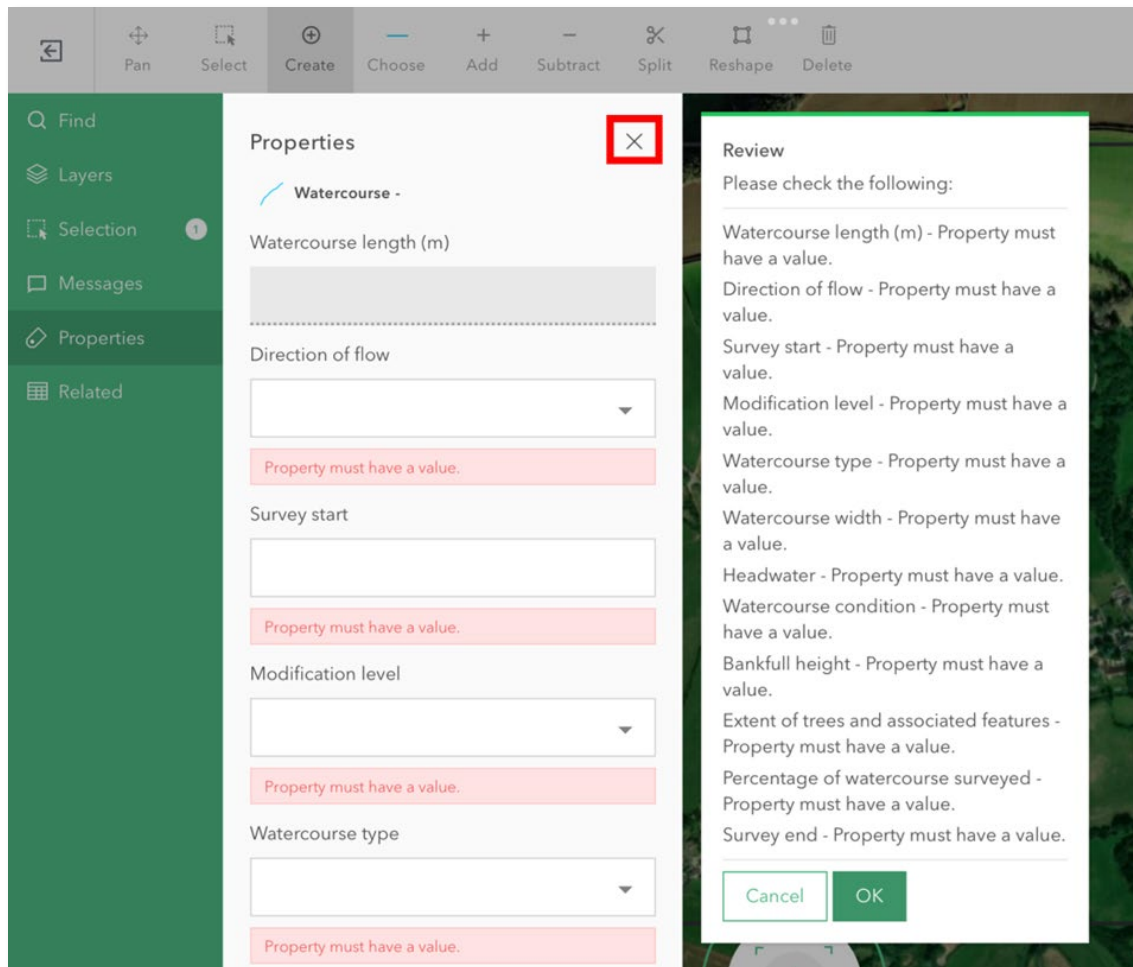 Pan
Select
Create
Choose
Add
Subtract
Split
Reshape
Delete
Find
Layers
Selection 1
Messages
Properties
Related
Properties
Watercourse -
Watercourse length (m)
Direction of flow
Property must have a value.
Survey start
Property must have a value.
Modification level
Property must have a value.
Watercourse type
Property must have a value.
Review
Please check the following:
Watercourse length (m) - Property must
have a value.
Direction of flow - Property must have a
value.
Survey start - Property must have a
value.
Modification level - Property must have a
value.
Watercourse type - Property must have a
value.
Watercourse width - Property must have
a value.
Headwater - Property must have a value.
Watercourse condition - Property must
have a value.
Bankfull height - Property must have a
value.
Extent of trees and associated features -
Property must have a value.
Percentage of watercourse surveyed -
Property must have a value.
Survey end - Property must have a value.
Cancel
OK